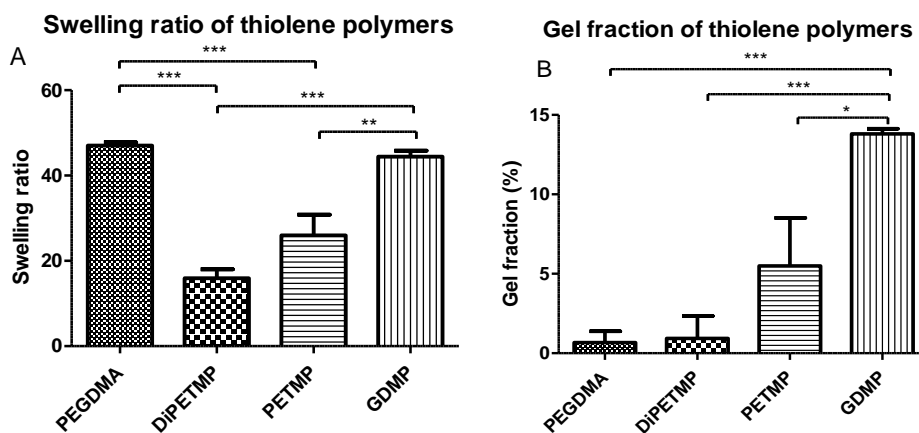 Swelling ratio of thiolene polymers
A
***
***
***
**
60
40
20
0
Swelling ratio
PEGDMA
DiPETMP
PETMP
GDMP
Gel fraction of thiolene polymers
B
***
***
*
15
10
5
0
Gel fraction (%)
PEGDMA
DiPETMP
PETMP
GDMP